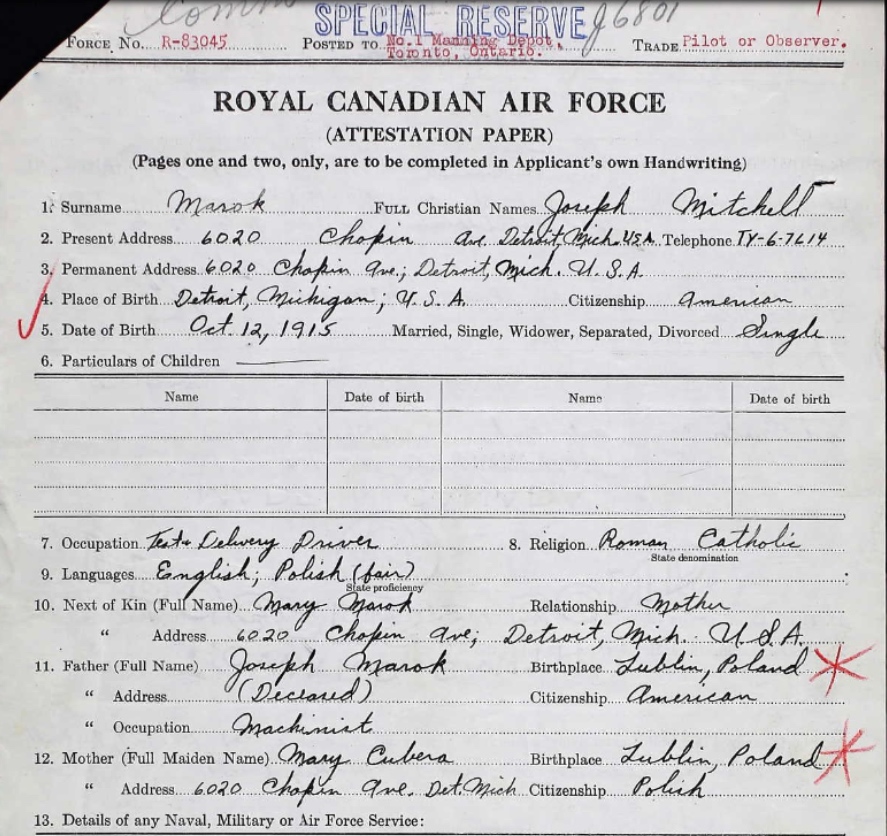 Comm
SPECIAL RESERVE J6801
FORCE NO. R-83045 POSTED TO No.1 Manning Depot, TRADE Pilot or Observer.
Toronto, Ontario.
ROYAL CANADIAN AIR FORCE
(ATTESTATION PAPER)
(Pages one and two, only, are to be completed in Applicant's own Handwriting)
1. Surname Marok FULL Christian Names Joseph Mitchell
2. Present Address 6020 Chopin Ave. Detroit, Mich. USA. Telephone TY-6-7614
3. Permanent Address 6020 Chopin Ave.; Detroit, Mich. U.S.A.
4. Place of Birth Detroit, Michigan; U.S.A. Citizenship American
5. Date of Birth Oct. 12, 1915 Married, Single, Widower, Separated, Divorced Single
6. Particulars of Children
Name Date of birth Name Date of birth
7. Occupation Test & Delivery Driver 8. Religion Roman Catholic
State denomination
9. Languages English; Polish (fair)
State proficiency
10. Next of Kin (Full Name) Mary Marok Relationship Mother
" Address 6020 Chopin Ave; Detroit, Mich. U.S.A.
11. Father (Full Name) Joseph Marok Birthplace Lublin, Poland
" Address (Deceased) Citizenship American
" Occupation Machinist
12. Mother (Full Maiden Name) Mary Cubera Birthplace Lublin, Poland
" Address 6020 Chopin Ave. Det. Mich Citizenship Polish
13. Details of any Naval, Military or Air Force Service: